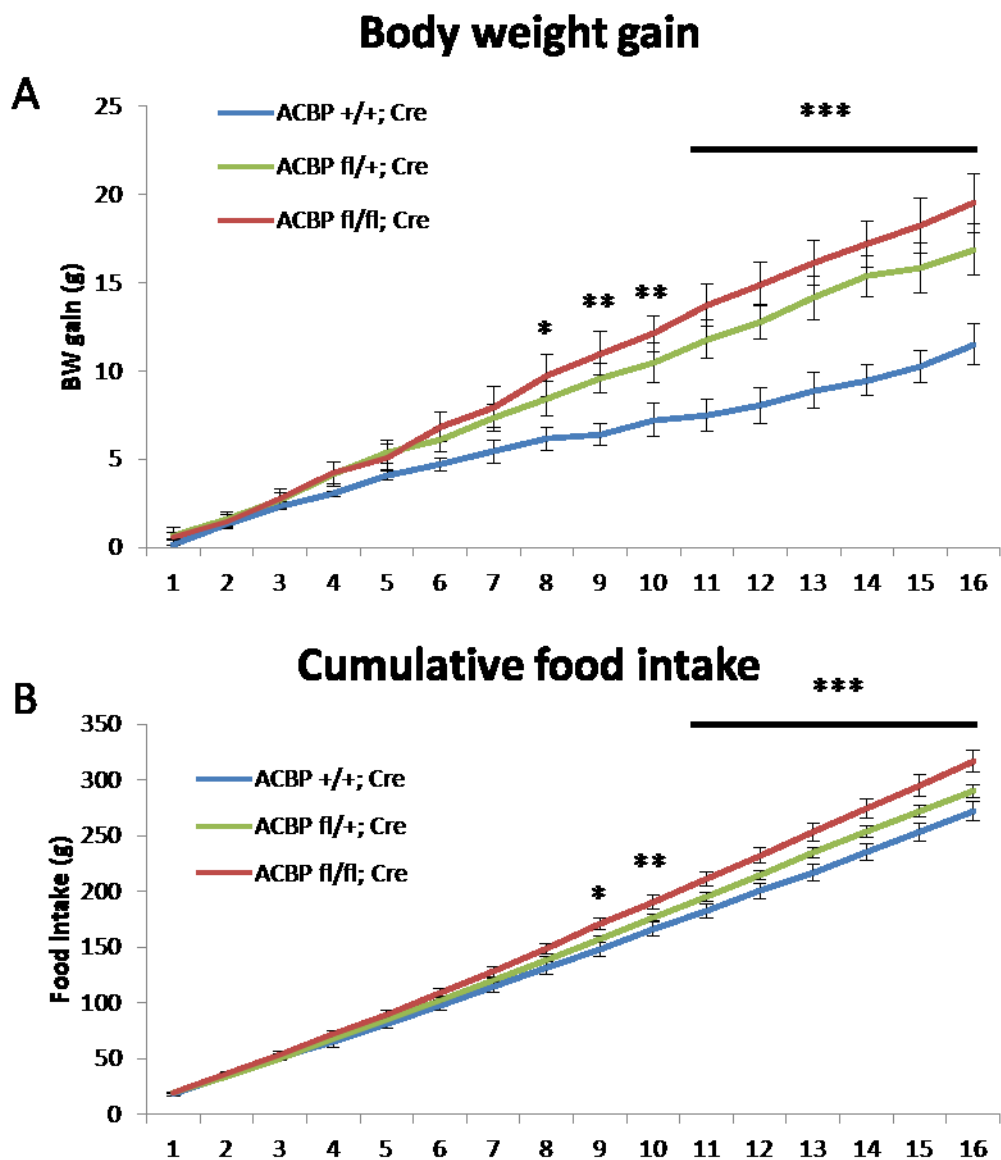 Body weight gain
A
25
20
15
10
5
0
BW gain (g)
ACBP +/+; Cre
ACBP fl/+; Cre
ACBP fl/fl; Cre
*
**
**
***
1 2 3 4 5 6 7 8 9 10 11 12 13 14 15 16
Cumulative food intake
B
350
300
250
200
150
100
50
0
Food Intake (g)
ACBP +/+; Cre
ACBP fl/+; Cre
ACBP fl/fl; Cre
*
**
***
1 2 3 4 5 6 7 8 9 10 11 12 13 14 15 16